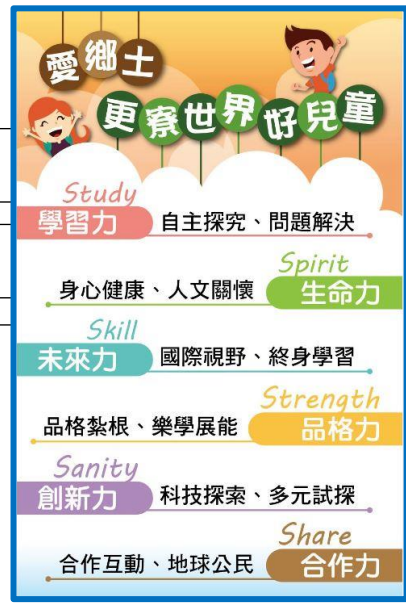 愛鄉土
更寮世界好兒童
Study
學習力 自主探究、問題解決
Spirit
身心健康、人文關懷 生命力
Skill
未來力 國際視野、終身學習
Strength
品格紮根、樂學展能 品格力
Sanity
創新力 科技探索、多元試探
Share
合作互動、地球公民 合作力